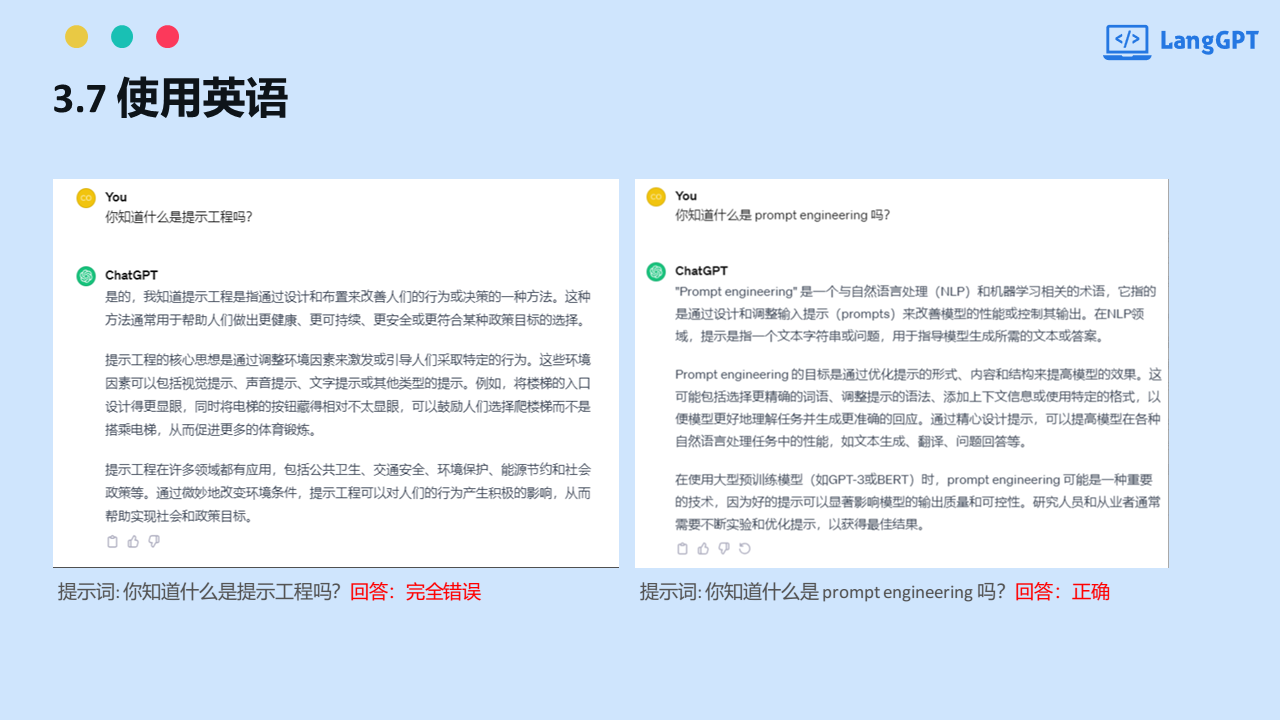 LangGPT
3.7 使用英语
You
你知道什么是提示工程吗？
ChatGPT
是的，我知道提示工程是指通过设计和布置来改善人们的行为或决策的一种方法。这种
方法通常用于帮助人们做出更健康、更可持续、更安全或更符合某种政策目标的选择。
提示工程的核心思想是通过调整环境因素来激发或引导人们采取特定的行为。这些环境
因素可以包括视觉提示、声音提示、文字提示或其他类型的提示。例如，将楼梯的入口
设计得更显眼，同时将电梯的按钮藏得相对不太显眼，可以鼓励人们选择爬楼梯而不是
搭乘电梯，从而促进更多的体育锻炼。
提示工程在许多领域都有应用，包括公共卫生、交通安全、环境保护、能源节约和社会
政策等。通过微妙地改变环境条件，提示工程可以对人们的行为产生积极的影响，从而
帮助实现社会和政策目标。
提示词: 你知道什么是提示工程吗？回答：完全错误
You
你知道什么是 prompt engineering 吗？
ChatGPT
"Prompt engineering" 是一个与自然语言处理（NLP）和机器学习相关的术语，它指的
是通过设计和调整输入提示（prompts）来改善模型的性能或控制其输出。在NLP领
域，提示是指一个文本字符串或问题，用于指导模型生成所需的文本或答案。
Prompt engineering 的目标是通过优化提示的形式、内容和结构来提高模型的效果。这
可能包括选择更精确的词语、调整提示的语法、添加上下文信息或使用特定的格式，以
便模型更好地理解任务并生成更准确的回应。通过精心设计提示，可以提高模型在各种
自然语言处理任务中的性能，如文本生成、翻译、问题回答等。
在使用大型预训练模型（如GPT-3或BERT）时，prompt engineering 可能是一种重要
的技术，因为好的提示可以显著影响模型的输出质量和可控性。研究人员和从业者通常
需要不断实验和优化提示，以获得最佳结果。
提示词: 你知道什么是 prompt engineering 吗？回答：正确